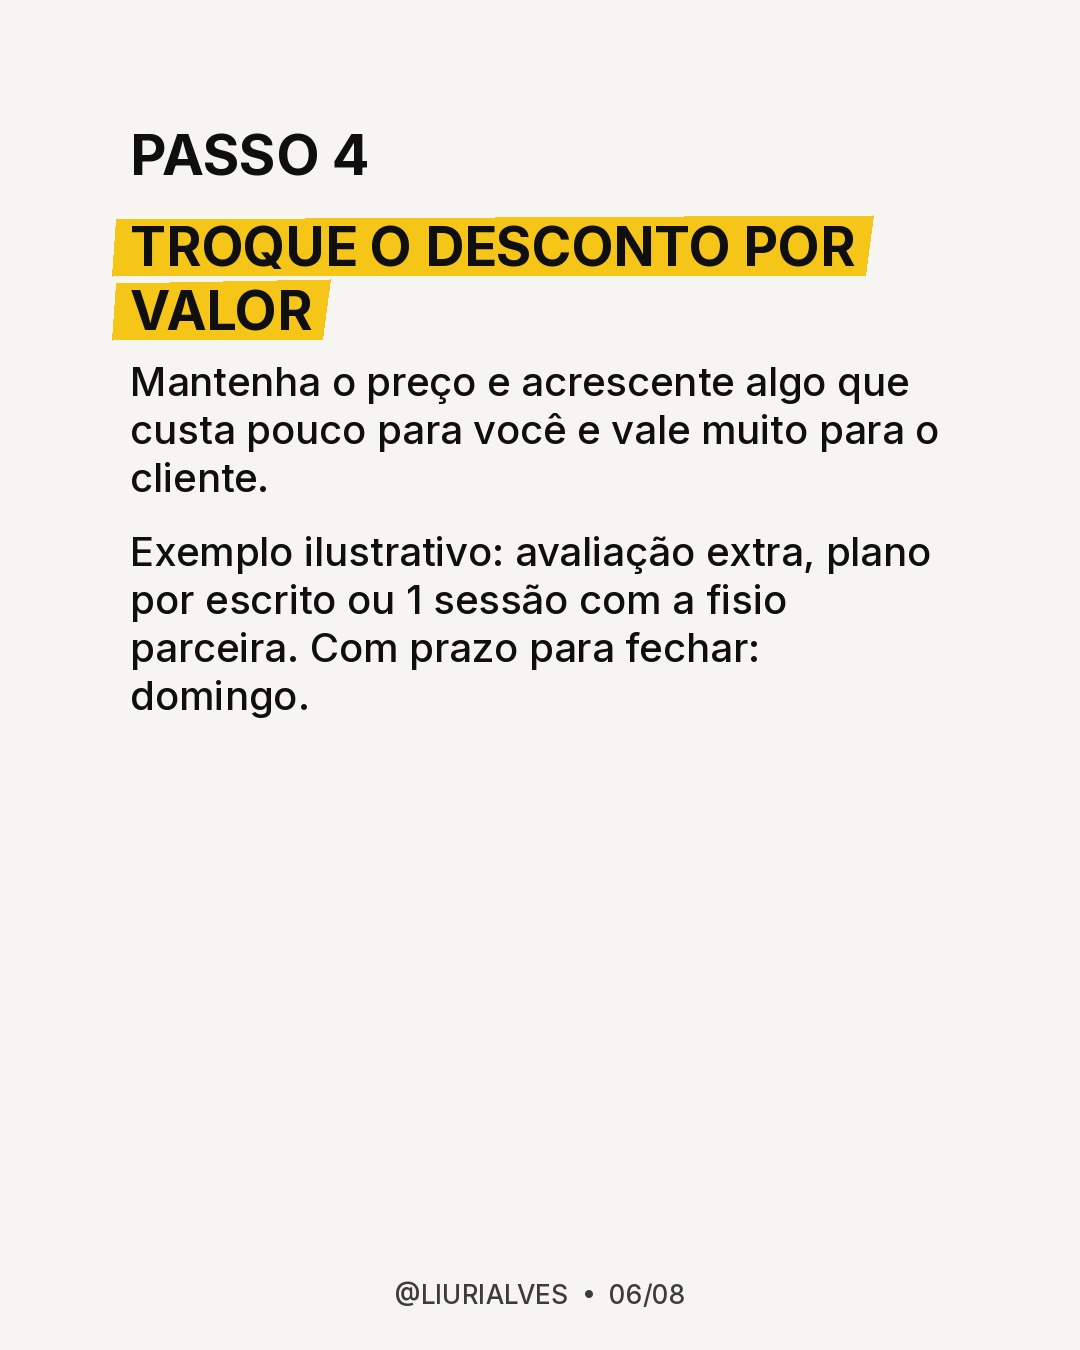 PASSO 4
TROQUE O DESCONTO POR
VALOR
Mantenha o preço e acrescente algo que
custa pouco para você e vale muito para o
cliente.
Exemplo ilustrativo: avaliação extra, plano
por escrito ou 1 sessão com a fisio
parceira. Com prazo para fechar:
domingo.
@LIURIALVES • 06/08